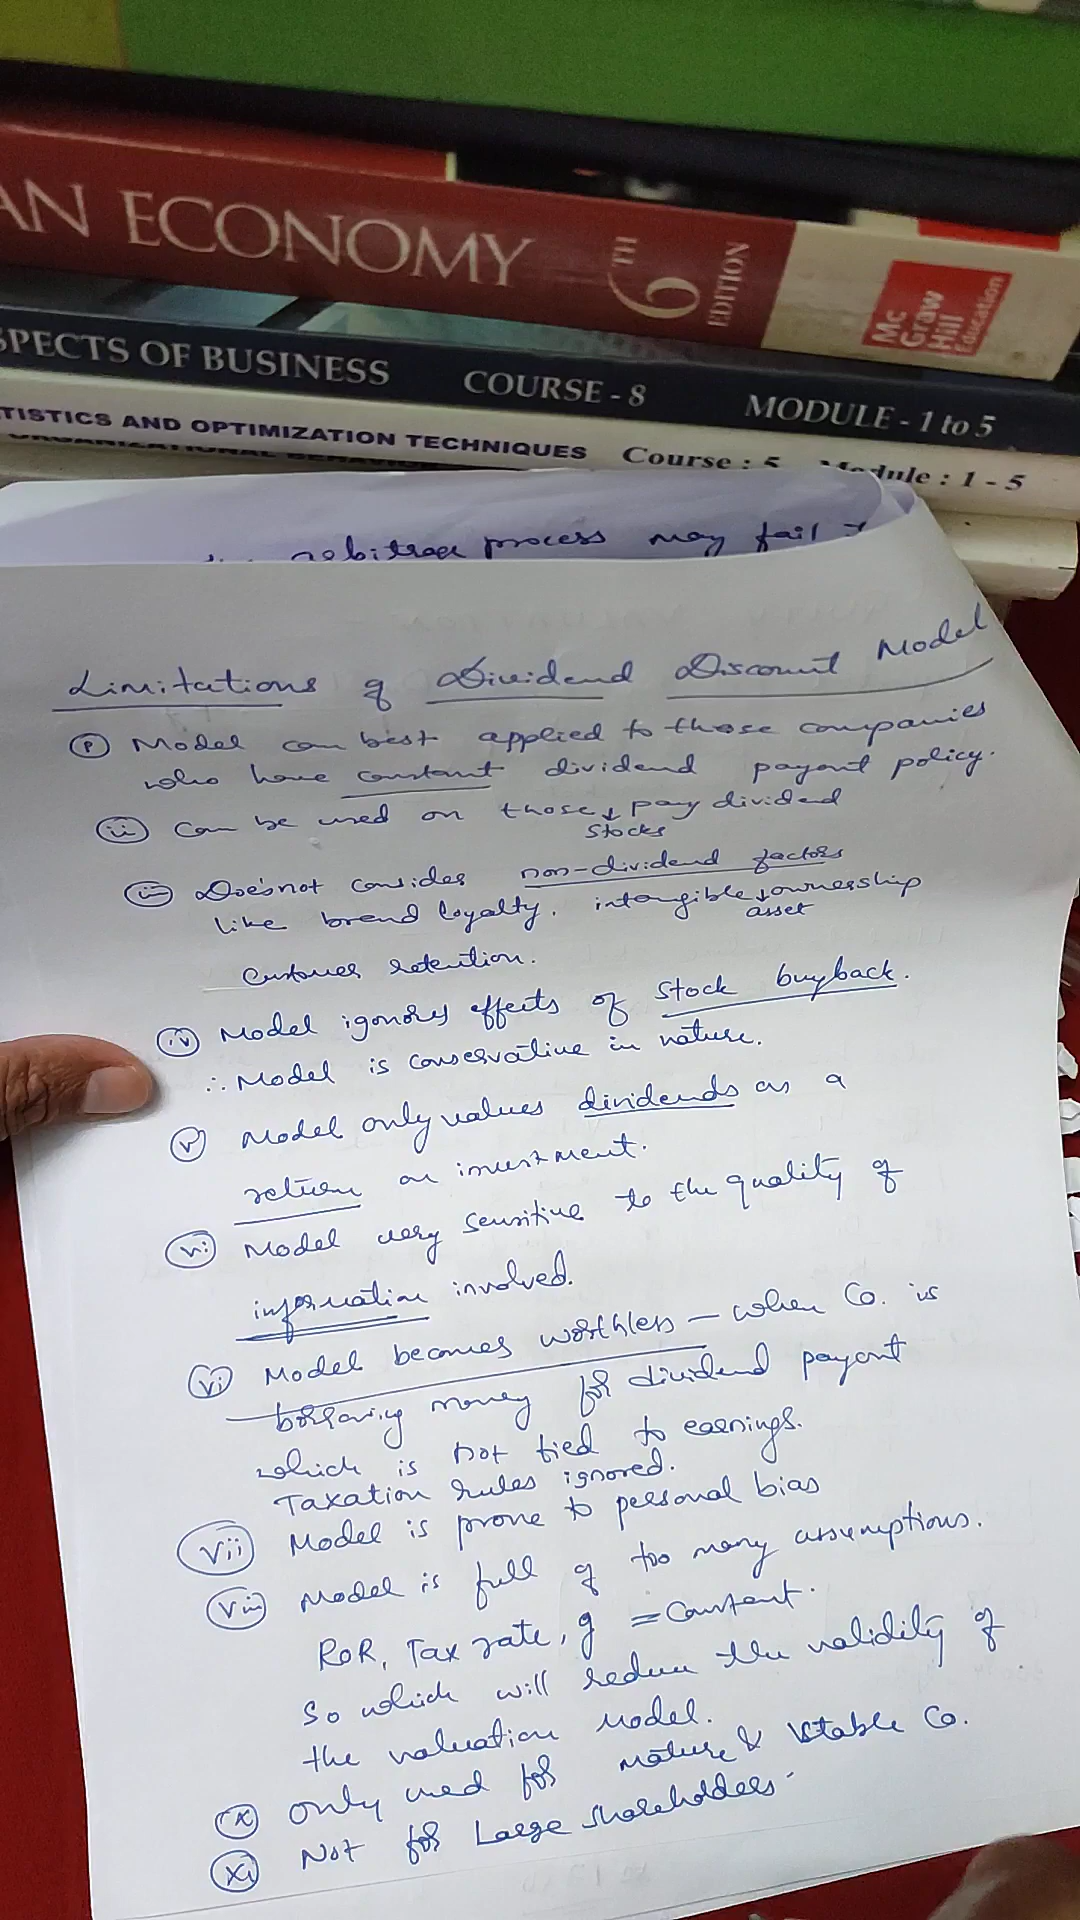 AN ECONOMY 6TH EDITION Mc Graw Hill Education
SPECTS OF BUSINESS COURSE - 8 MODULE - 1 to 5
TISTICS AND OPTIMIZATION TECHNIQUES Course : 5 Module : 1 - 5
process may fail
Limitations of Dividend Discount Model
(i) Model can best applied to those companies
who have constant dividend payout policy.
(ii) Can be used on those stocks pay dividend
(iii) Does not consider non-dividend factors
like brand loyalty, intangible asset ownership
Customer retention.
(iv) Model ignores effects of stock buyback.
∴ Model is conservative in nature.
(v) Model only values dividends as a
return on investment.
(vi) Model very sensitive to the quality of
information involved.
(vi) Model becomes worthless – when Co. is
borrowing money for dividend payout
which is not tied to earnings.
Taxation rules ignored.
(vii) Model is prone to personal bias
(viii) Model is full of too many assumptions.
ROR, Tax rate, g = Constant.
So which will reduce the validity of
the valuation model.
(ix) Only used for mature & stable Co.
(xi) Not for Large shareholders.